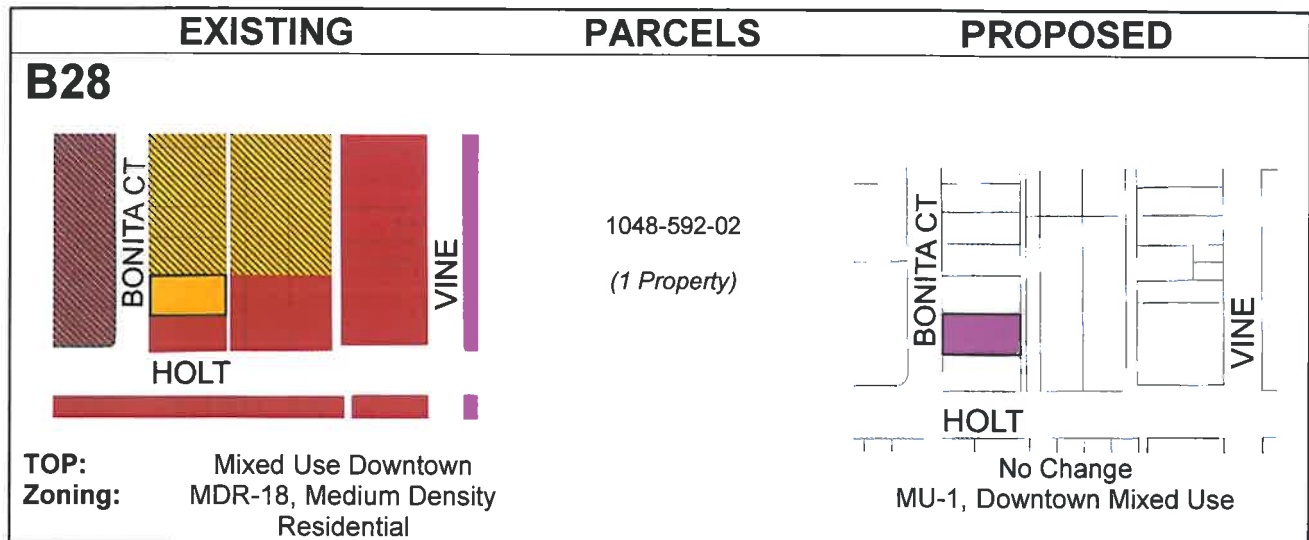 EXISTING
PARCELS
PROPOSED
B28
BONITA CT
VINE
HOLT
1048-592-02
(1 Property)
BONITA CT
VINE
HOLT
TOP: Mixed Use Downtown
Zoning: MDR-18, Medium Density
Residential
No Change
MU-1, Downtown Mixed Use